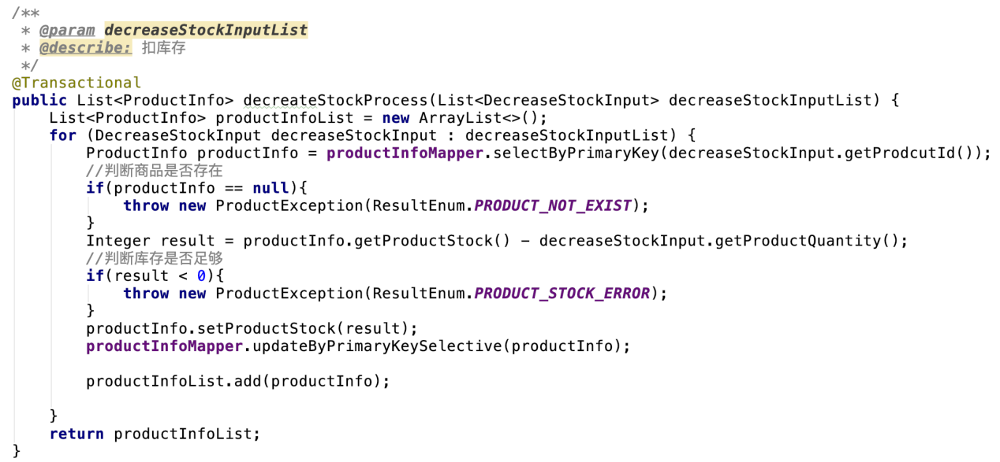 /**
 * @param decreaseStockInputList
 * @describe: 扣库存
 */
@Transactional
public List<ProductInfo> decreateStockProcess(List<DecreaseStockInput> decreaseStockInputList) {
    List<ProductInfo> productInfoList = new ArrayList<>();
    for (DecreaseStockInput decreaseStockInput : decreaseStockInputList) {
        ProductInfo productInfo = productInfoMapper.selectByPrimaryKey(decreaseStockInput.getProdcutId());
        //判断商品是否存在
        if(productInfo == null){
            throw new ProductException(ResultEnum.PRODUCT_NOT_EXIST);
        }
        Integer result = productInfo.getProductStock() - decreaseStockInput.getProductQuantity();
        //判断库存是否足够
        if(result < 0){
            throw new ProductException(ResultEnum.PRODUCT_STOCK_ERROR);
        }
        productInfo.setProductStock(result);
        productInfoMapper.updateByPrimaryKeySelective(productInfo);

        productInfoList.add(productInfo);

    }
    return productInfoList;
}